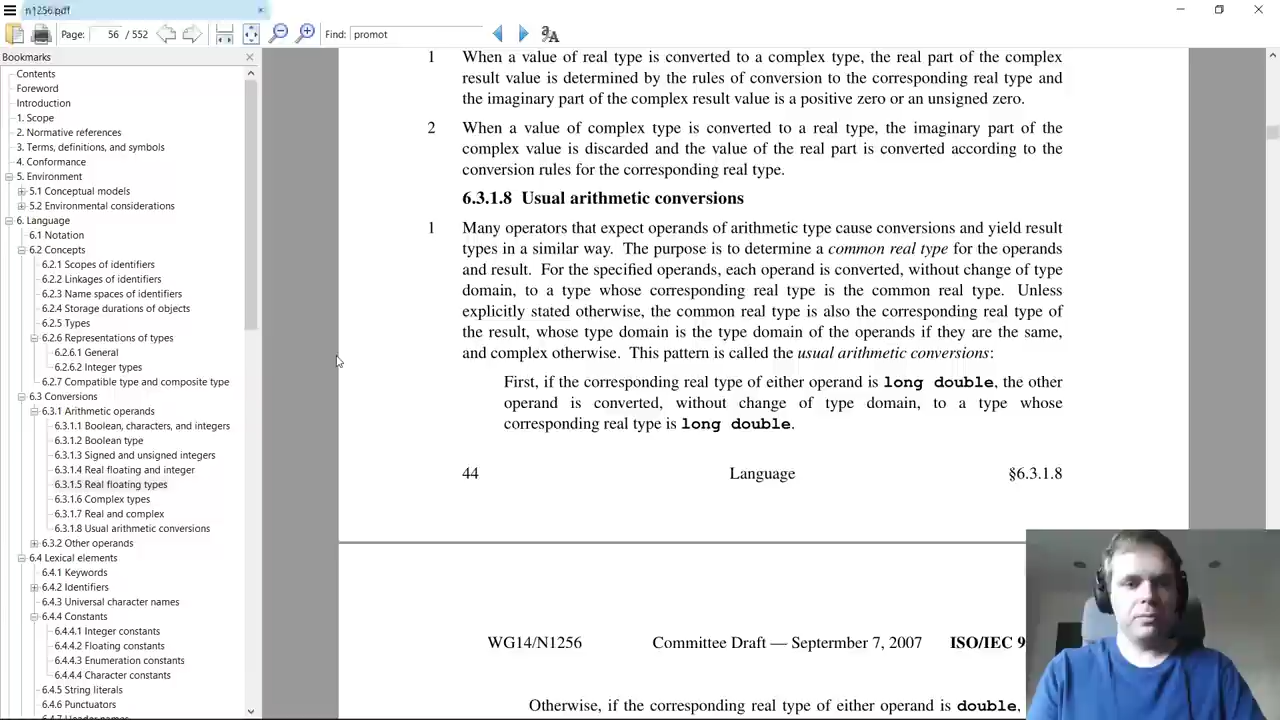 n1256.pdf
Page: 56 / 552 Find: promot
Bookmarks
Contents
Foreword
Introduction
1. Scope
2. Normative references
3. Terms, definitions, and symbols
4. Conformance
5. Environment
5.1 Conceptual models
5.2 Environmental considerations
6. Language
6.1 Notation
6.2 Concepts
6.2.1 Scopes of identifiers
6.2.2 Linkages of identifiers
6.2.3 Name spaces of identifiers
6.2.4 Storage durations of objects
6.2.5 Types
6.2.6 Representations of types
6.2.6.1 General
6.2.6.2 Integer types
6.2.7 Compatible type and composite type
6.3 Conversions
6.3.1 Arithmetic operands
6.3.1.1 Boolean, characters, and integers
6.3.1.2 Boolean type
6.3.1.3 Signed and unsigned integers
6.3.1.4 Real floating and integer
6.3.1.5 Real floating types
6.3.1.6 Complex types
6.3.1.7 Real and complex
6.3.1.8 Usual arithmetic conversions
6.3.2 Other operands
6.4 Lexical elements
6.4.1 Keywords
6.4.2 Identifiers
6.4.3 Universal character names
6.4.4 Constants
6.4.4.1 Integer constants
6.4.4.2 Floating constants
6.4.4.3 Enumeration constants
6.4.4.4 Character constants
6.4.5 String literals
6.4.6 Punctuators
6.4.7 Header names
1 When a value of real type is converted to a complex type, the real part of the complex
result value is determined by the rules of conversion to the corresponding real type and
the imaginary part of the complex result value is a positive zero or an unsigned zero.
2 When a value of complex type is converted to a real type, the imaginary part of the
complex value is discarded and the value of the real part is converted according to the
conversion rules for the corresponding real type.
6.3.1.8 Usual arithmetic conversions
1 Many operators that expect operands of arithmetic type cause conversions and yield result
types in a similar way. The purpose is to determine a common real type for the operands
and result. For the specified operands, each operand is converted, without change of type
domain, to a type whose corresponding real type is the common real type. Unless
explicitly stated otherwise, the common real type is also the corresponding real type of
the result, whose type domain is the type domain of the operands if they are the same,
and complex otherwise. This pattern is called the usual arithmetic conversions:
First, if the corresponding real type of either operand is long double, the other
operand is converted, without change of type domain, to a type whose
corresponding real type is long double.
44 Language §6.3.1.8
WG14/N1256 Committee Draft — Septermber 7, 2007 ISO/IEC 9
Otherwise, if the corresponding real type of either operand is double,